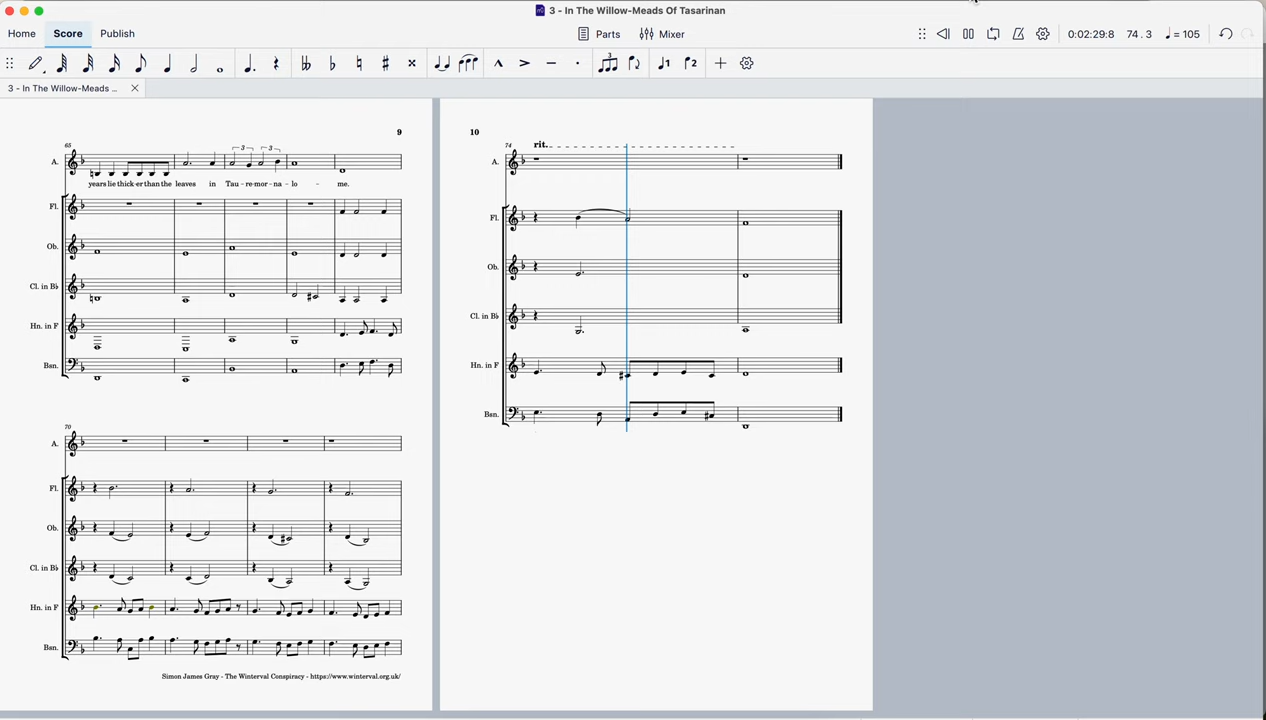 3 - In The Willow-Meads Of Tasarinan
Home Score Publish Parts Mixer 0:02:29:8 74 . 3 = 105
3 - In The Willow-Meads ...
9
65
3 3
A.
years lie thick-er than the leaves in Tau-re-mor-na-lo-me.
Fl.
Ob.
Cl. in B♭
Hn. in F
Bsn.
70
A.
Fl.
Ob.
Cl. in B♭
Hn. in F
Bsn.
Simon James Gray - The Winterval Conspiracy - https://www.winterval.org.uk/
10
74
rit.
A.
Fl.
Ob.
Cl. in B♭
Hn. in F
Bsn.